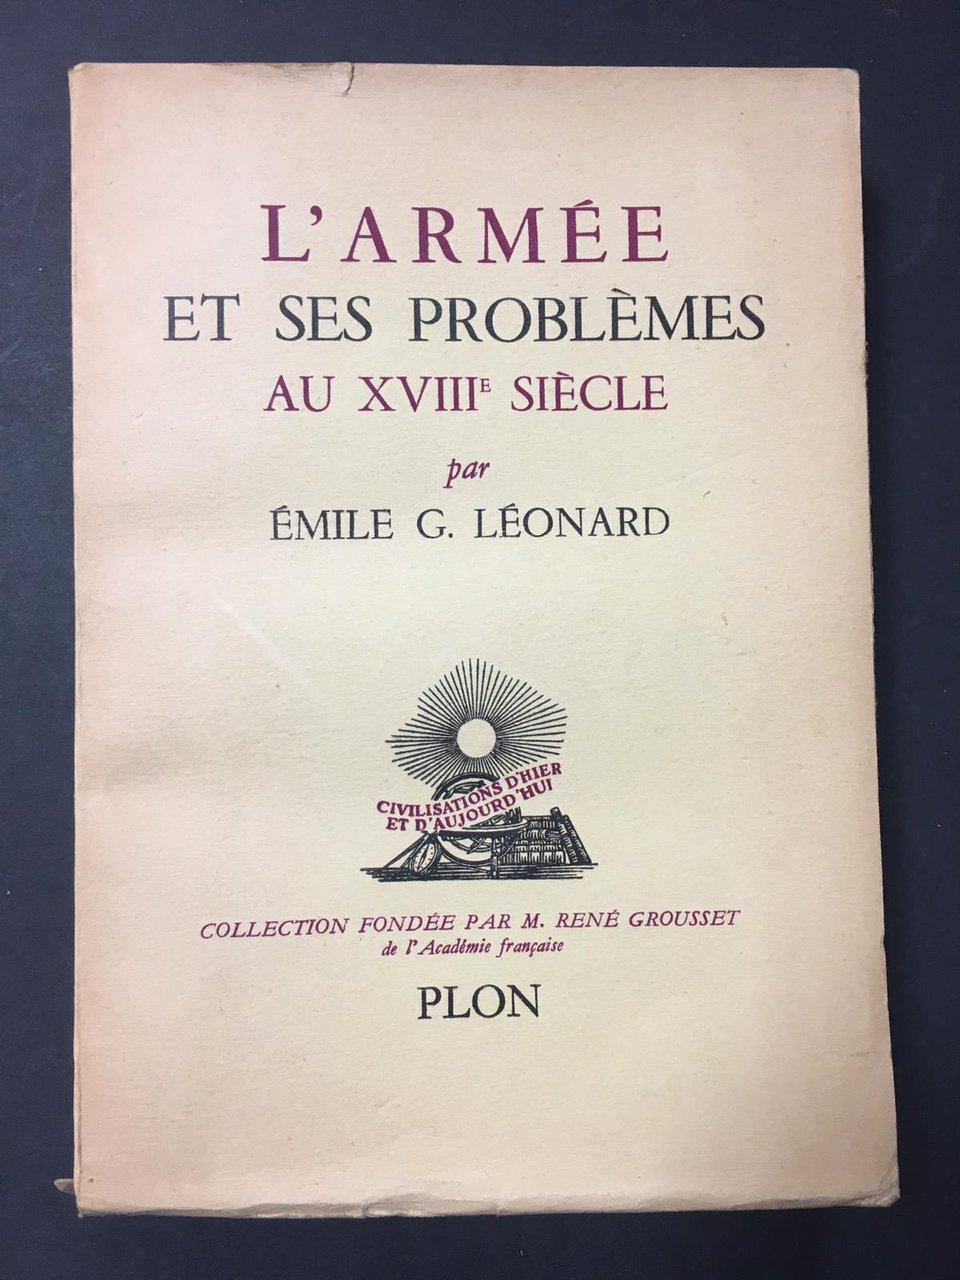 L'ARMÉE
ET SES PROBLÈMES
AU XVIIIE SIÈCLE
par
ÉMILE G. LÉONARD
CIVILISATIONS D'HIER
ET D'AUJOURD'HUI
COLLECTION FONDÉE PAR M. RENÉ GROUSSET
de l'Académie française
PLON